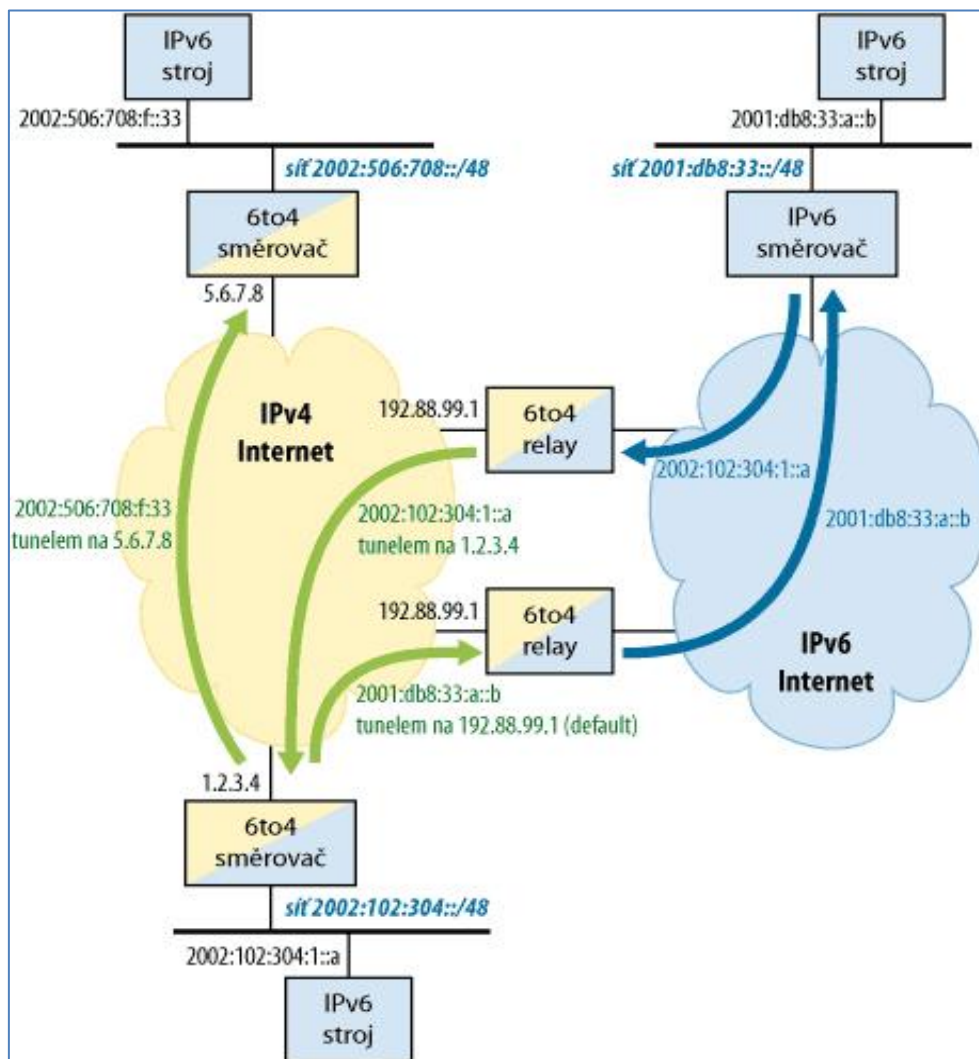 IPv6
stroj
IPv6
stroj
2002:506:708:f::33
2001:db8:33:a::b
síť 2002:506:708::/48
síť 2001:db8:33::/48
6to4
směrovač
IPv6
směrovač
5.6.7.8
IPv4
Internet
192.88.99.1
6to4
relay
2002:102:304:1::a
2002:506:708:f:33
tunelem na 5.6.7.8
2002:102:304:1::a
tunelem na 1.2.3.4
2001:db8:33:a::b
192.88.99.1
6to4
relay
IPv6
Internet
2001:db8:33:a::b
tunelem na 192.88.99.1 (default)
1.2.3.4
6to4
směrovač
síť 2002:102:304::/48
2002:102:304:1::a
IPv6
stroj